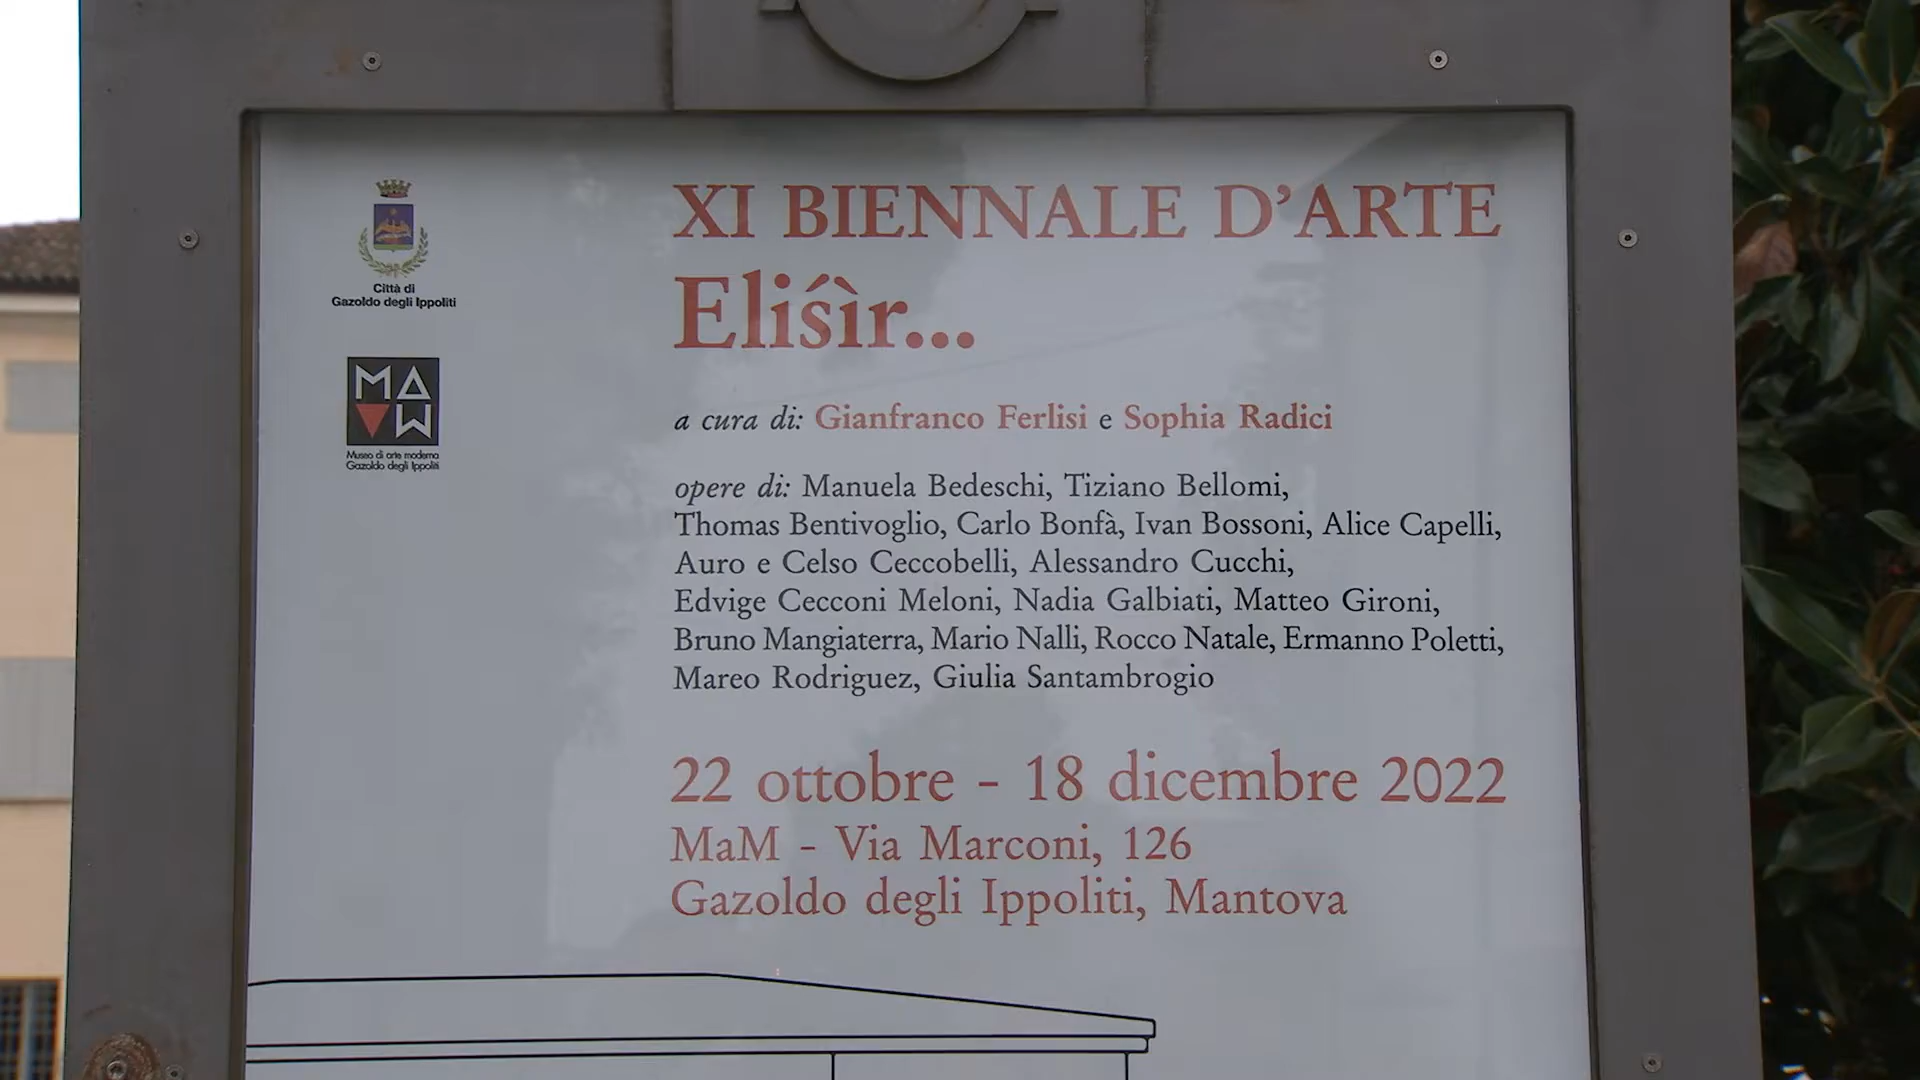 Città di
Gazoldo degli Ippoliti
MA
M
Museo di arte moderna
Gazoldo degli Ippoliti
XI BIENNALE D'ARTE
Eliśìr...
a cura di: Gianfranco Ferlisi e Sophia Radici
opere di: Manuela Bedeschi, Tiziano Bellomi,
Thomas Bentivoglio, Carlo Bonfà, Ivan Bossoni, Alice Capelli,
Auro e Celso Ceccobelli, Alessandro Cucchi,
Edvige Cecconi Meloni, Nadia Galbiati, Matteo Gironi,
Bruno Mangiaterra, Mario Nalli, Rocco Natale, Ermanno Poletti,
Mareo Rodriguez, Giulia Santambrogio
22 ottobre - 18 dicembre 2022
MaM - Via Marconi, 126
Gazoldo degli Ippoliti, Mantova